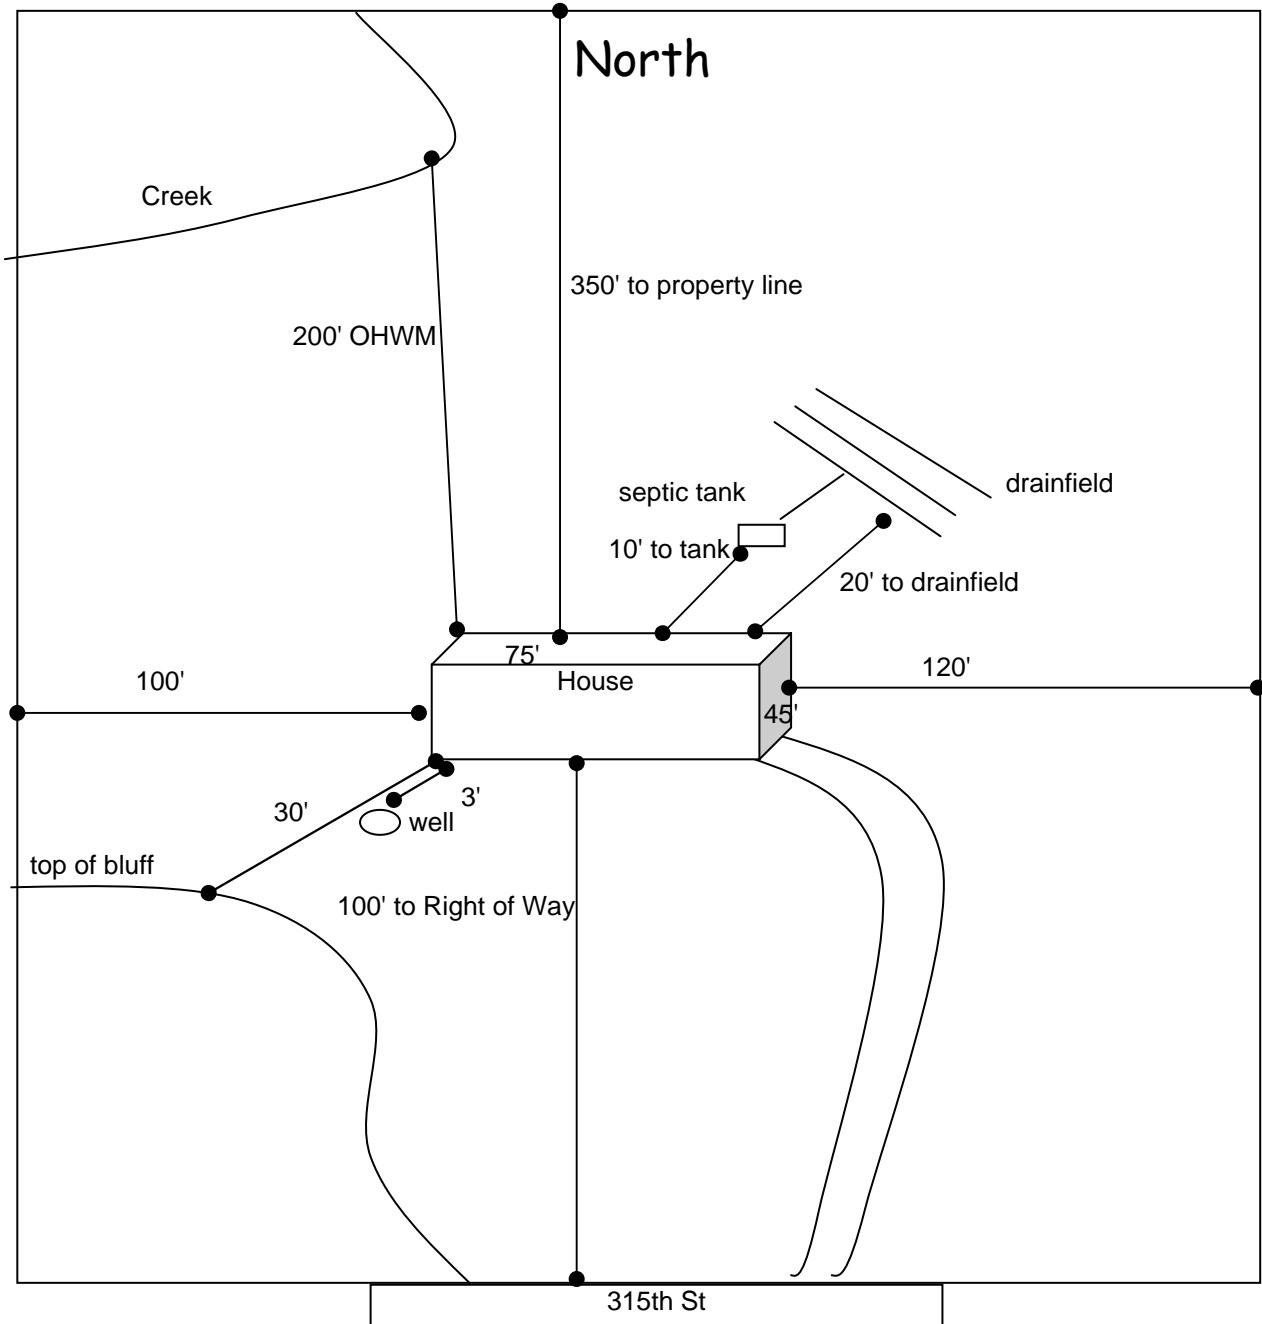 North
Creek
350' to property line
200' OHWM
septic tank
drainfield
10' to tank
20' to drainfield
75'
House
100'
120'
45'
30'
3'
well
top of bluff
100' to Right of Way
315th St